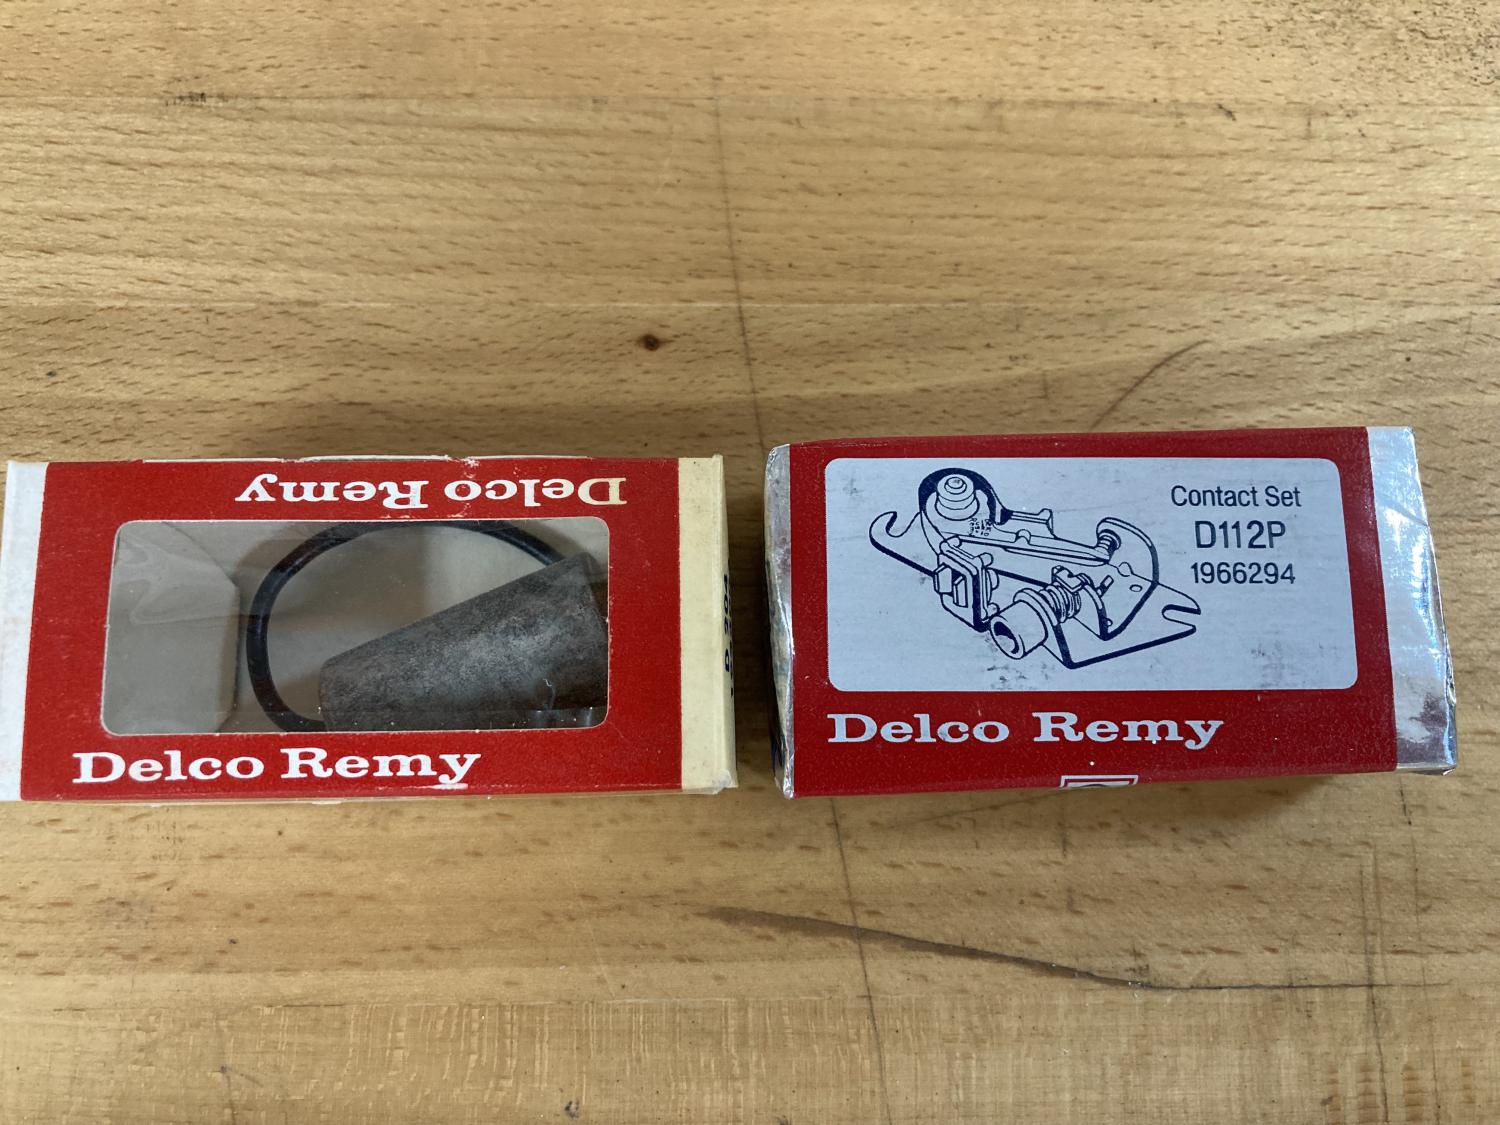 Delco Remy
Delco Remy
Contact Set
D112P
1966294
Delco Remy